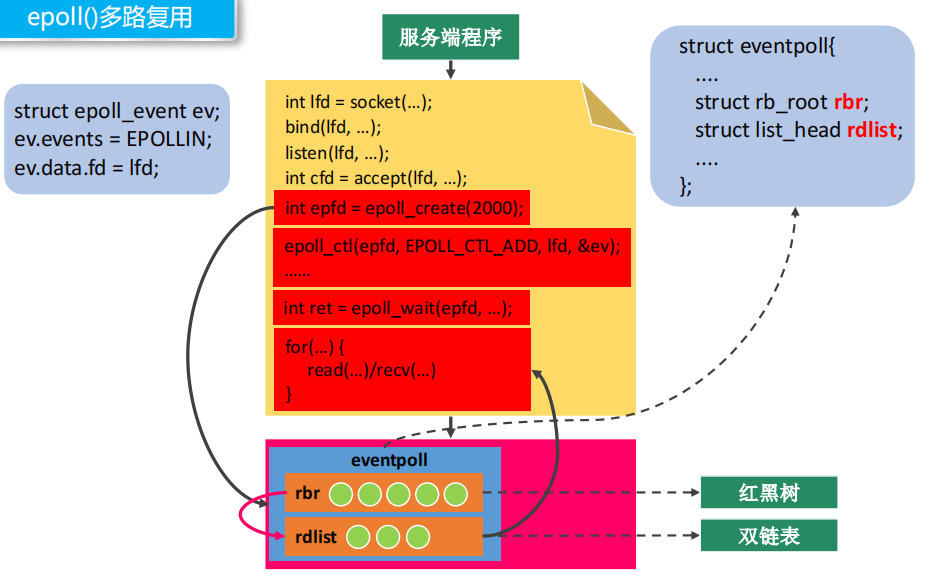 epoll()多路复用
服务端程序
struct epoll_event ev;
ev.events = EPOLLIN;
ev.data.fd = lfd;
int lfd = socket(…);
bind(lfd, …);
listen(lfd, …);
int cfd = accept(lfd, …);
int epfd = epoll_create(2000);
epoll_ctl(epfd, EPOLL_CTL_ADD, lfd, &ev);
……
int ret = epoll_wait(epfd, …);
for(…) {
read(…)/recv(…)
}
struct eventpoll{
....
struct rb_root rbr;
struct list_head rdlist;
....
};
eventpoll
rbr
rdlist
红黑树
双链表